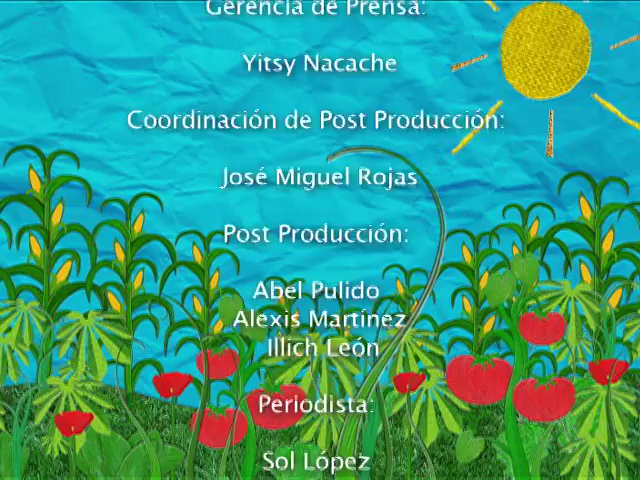 Gerencia de Prensa:
Yitsy Nacache
Coordinación de Post Producción:
José Miguel Rojas
Post Producción:
Abel Pulido
Alexis Martínez
Illich León
Periodista:
Sol López